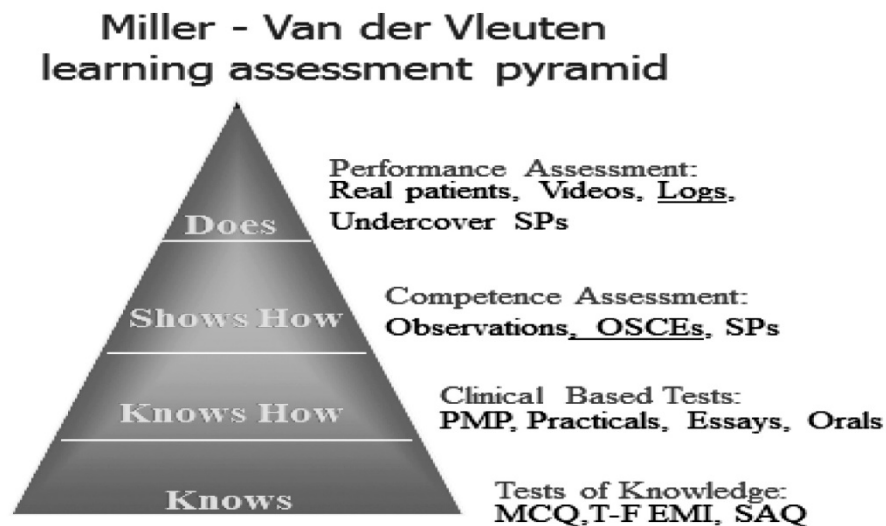 Miller - Van der Vleuten
learning assessment pyramid
Performance Assessment:
Real patients, Videos, Logs,
Undercover SPs
Does
Competence Assessment:
Observations, OSCEs, SPs
Shows How
Clinical Based Tests:
PMP, Practicals, Essays, Orals
Knows How
Tests of Knowledge:
MCQ,T-F EMI, SAQ
Knows